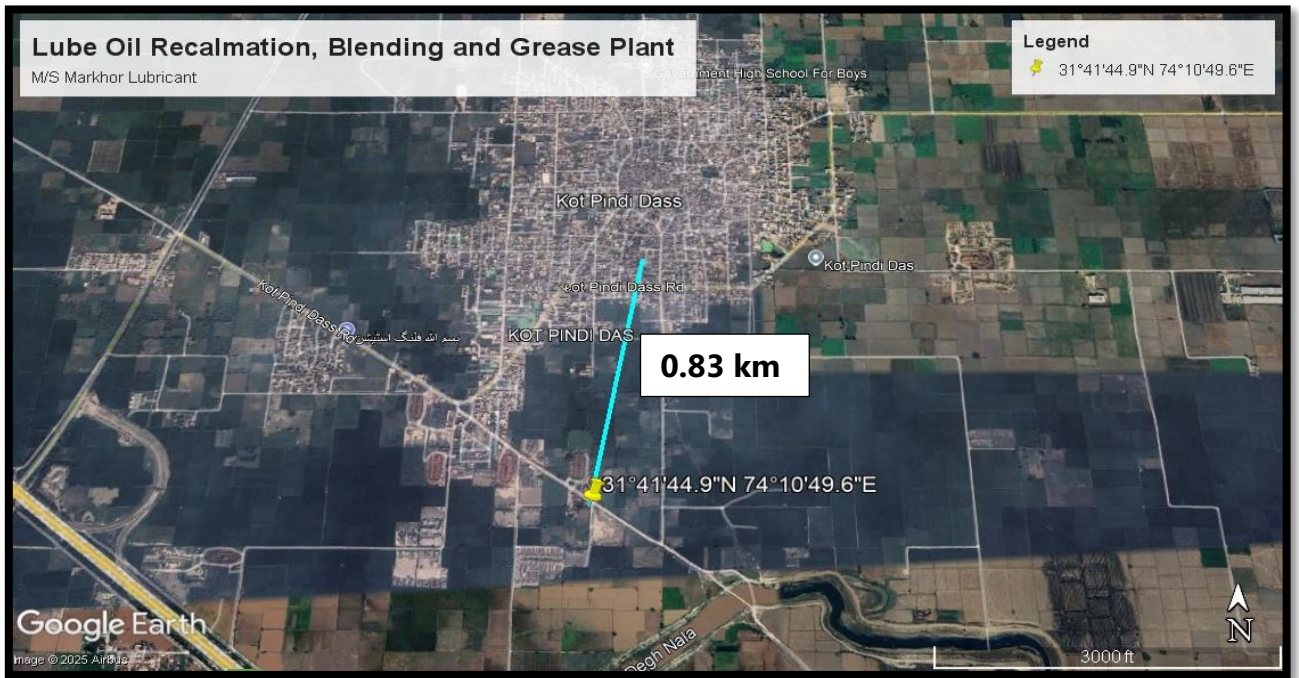 Lube Oil Recalmation, Blending and Grease Plant
M/S Markhor Lubricant
Legend
31°41'44.9"N 74°10'49.6"E
Government High School For Boys
Kot Pindi Dass
Kot Pindi Das
Kot Pindi Dass Rd
Kot Pindi Dass Rd
بسم الله فلنگ اسٹیشن
KOT PINDI DAS
0.83 km
31°41'44.9"N 74°10'49.6"E
Degh Nala
Google Earth
Image © 2025 Airbus
N
3000 ft